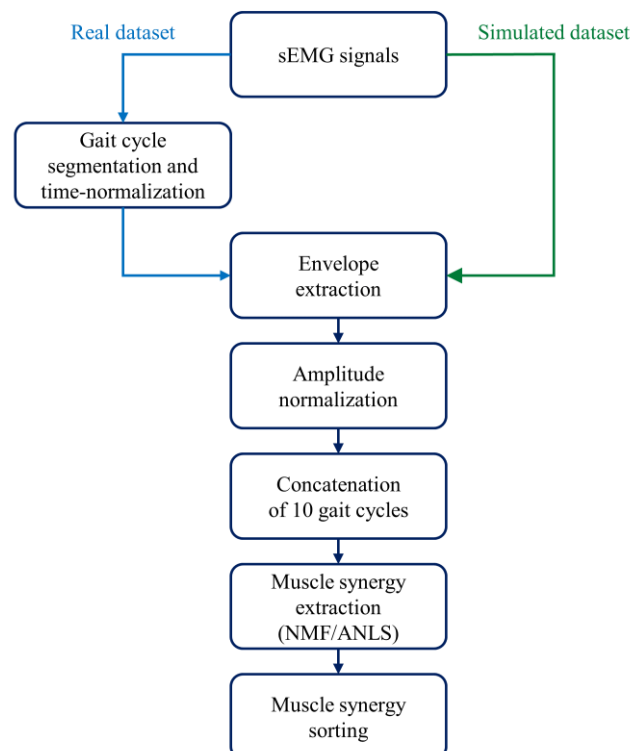 Real dataset
sEMG signals
Simulated dataset
Gait cycle
segmentation and
time-normalization
Envelope
extraction
Amplitude
normalization
Concatenation
of 10 gait cycles
Muscle synergy
extraction
(NMF/ANLS)
Muscle synergy
sorting